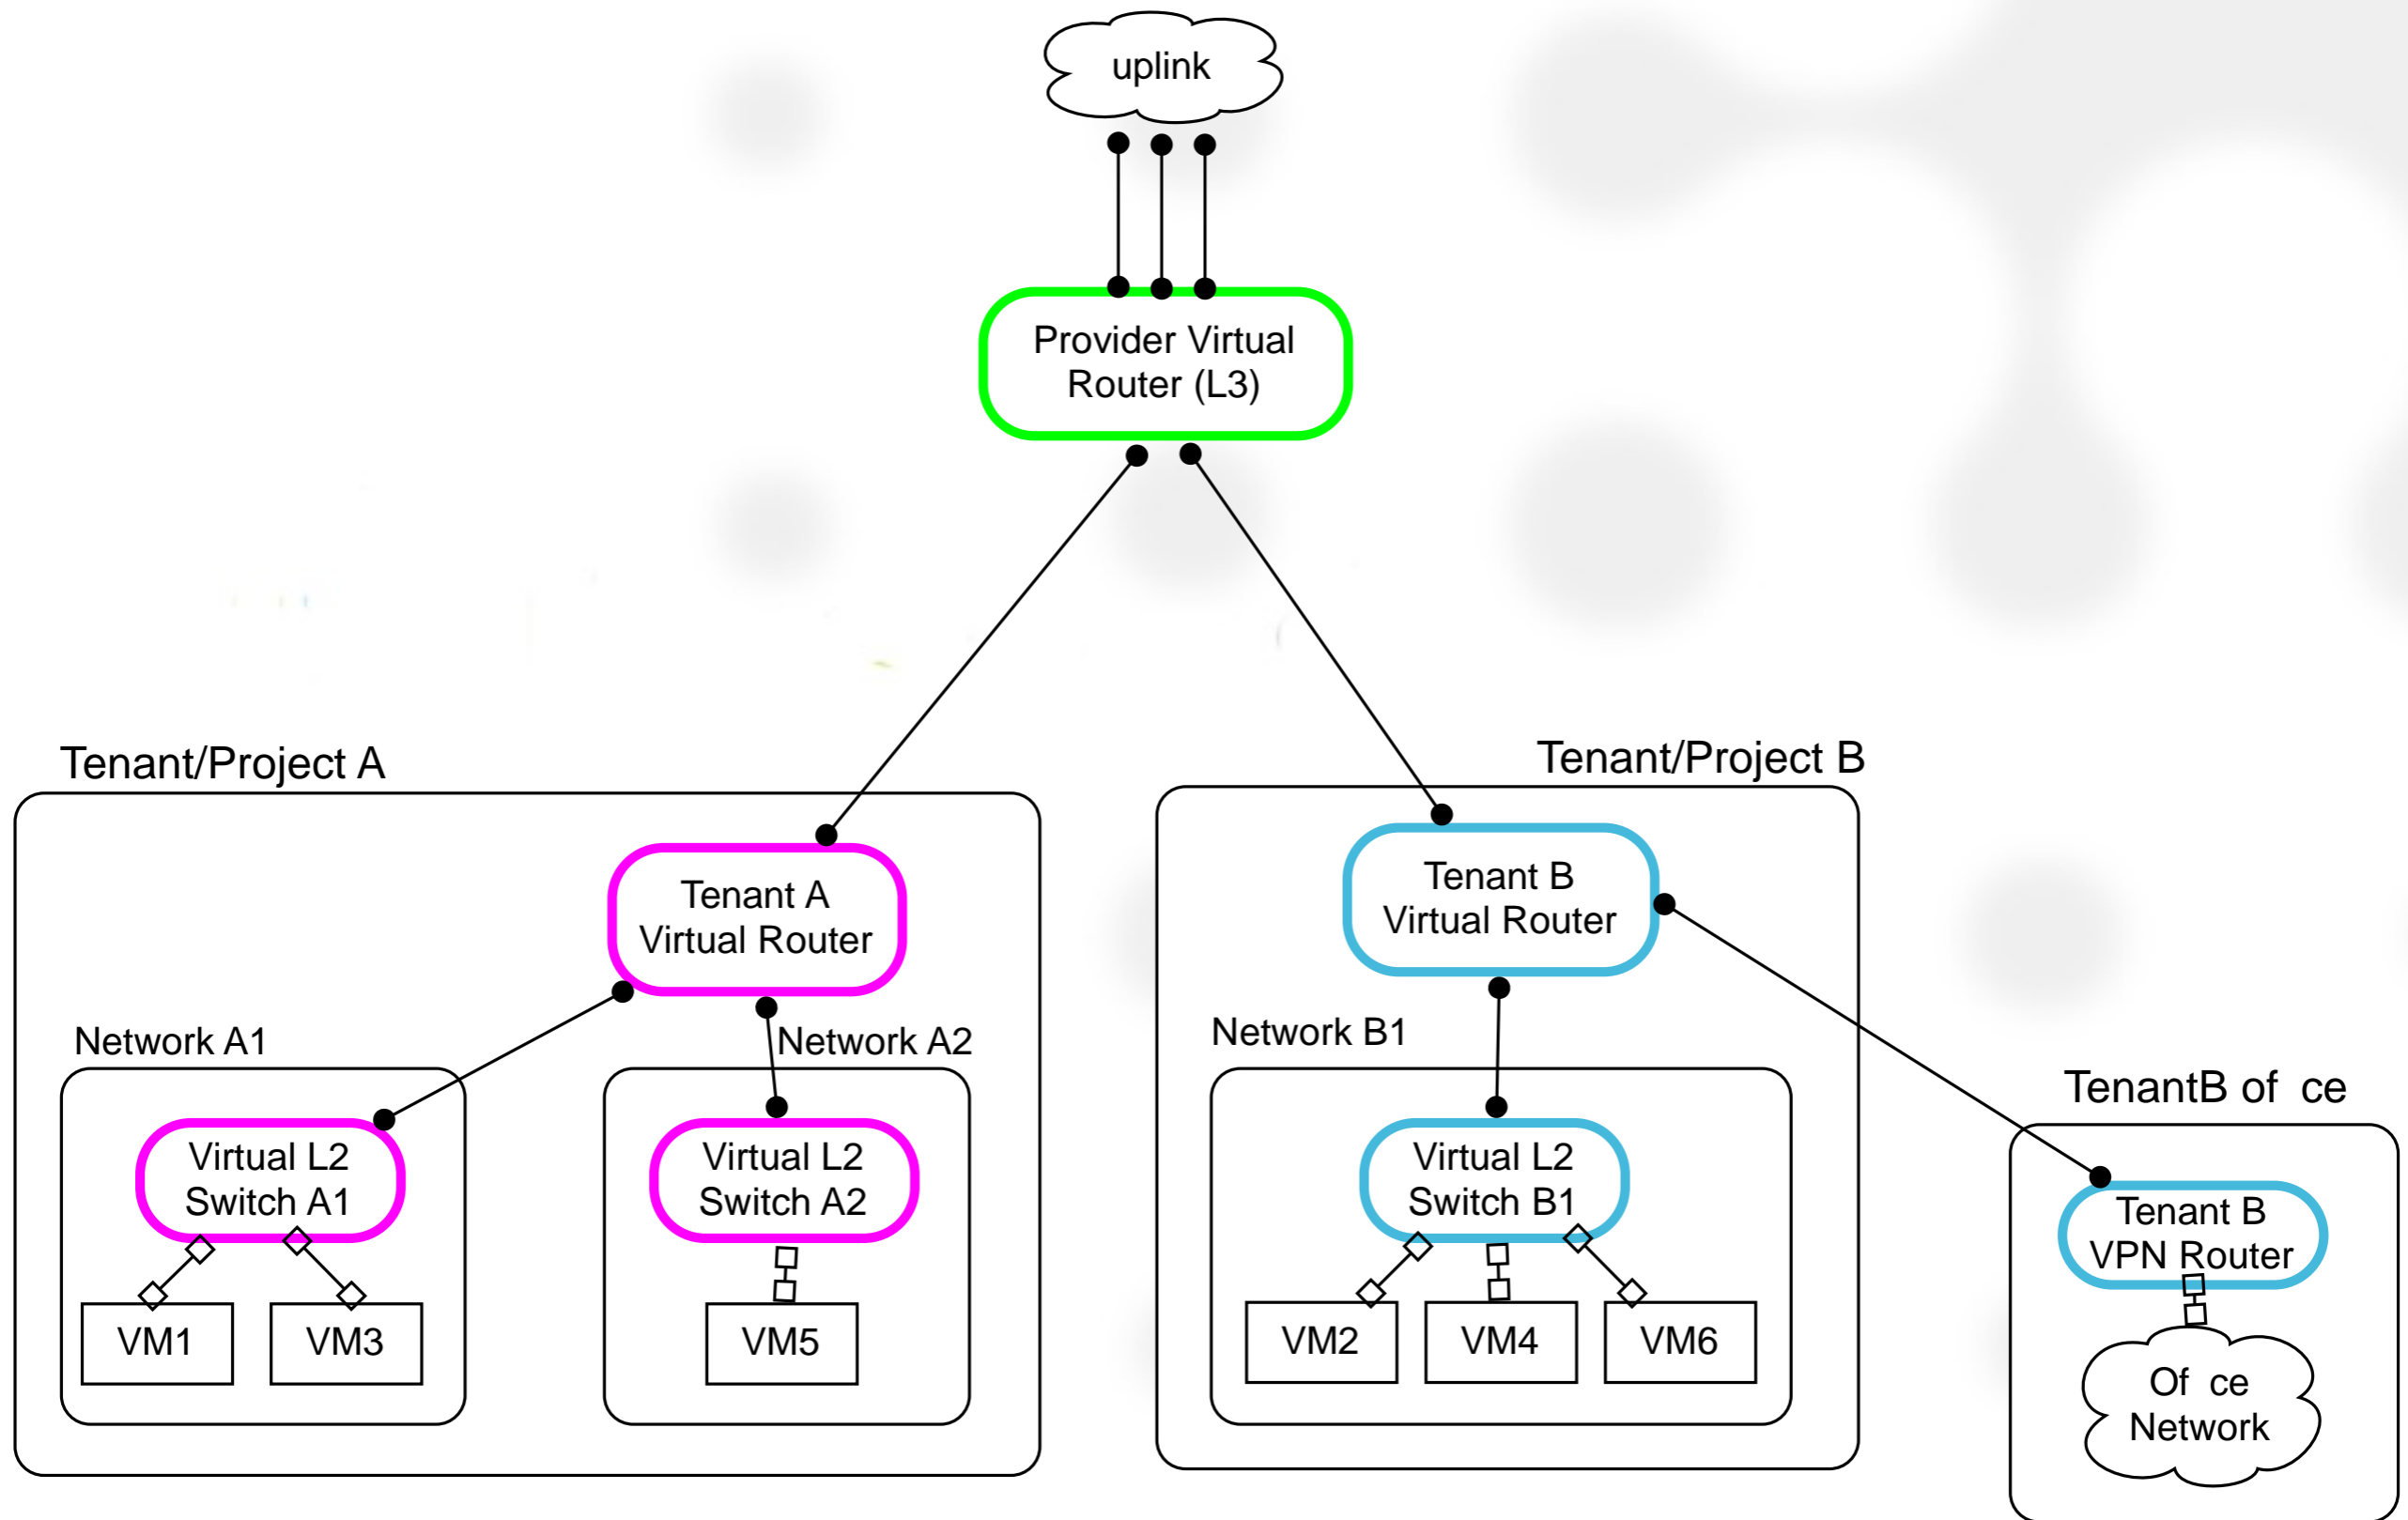 uplink
Provider Virtual
Router (L3)
Tenant/Project A
Tenant/Project B
Tenant A
Virtual Router
Tenant B
Virtual Router
Network A1
Network A2
Network B1
TenantB of ce
Virtual L2
Switch A1
Virtual L2
Switch A2
Virtual L2
Switch B1
Tenant B
VPN Router
VM1
VM3
VM5
VM2
VM4
VM6
Of ce
Network